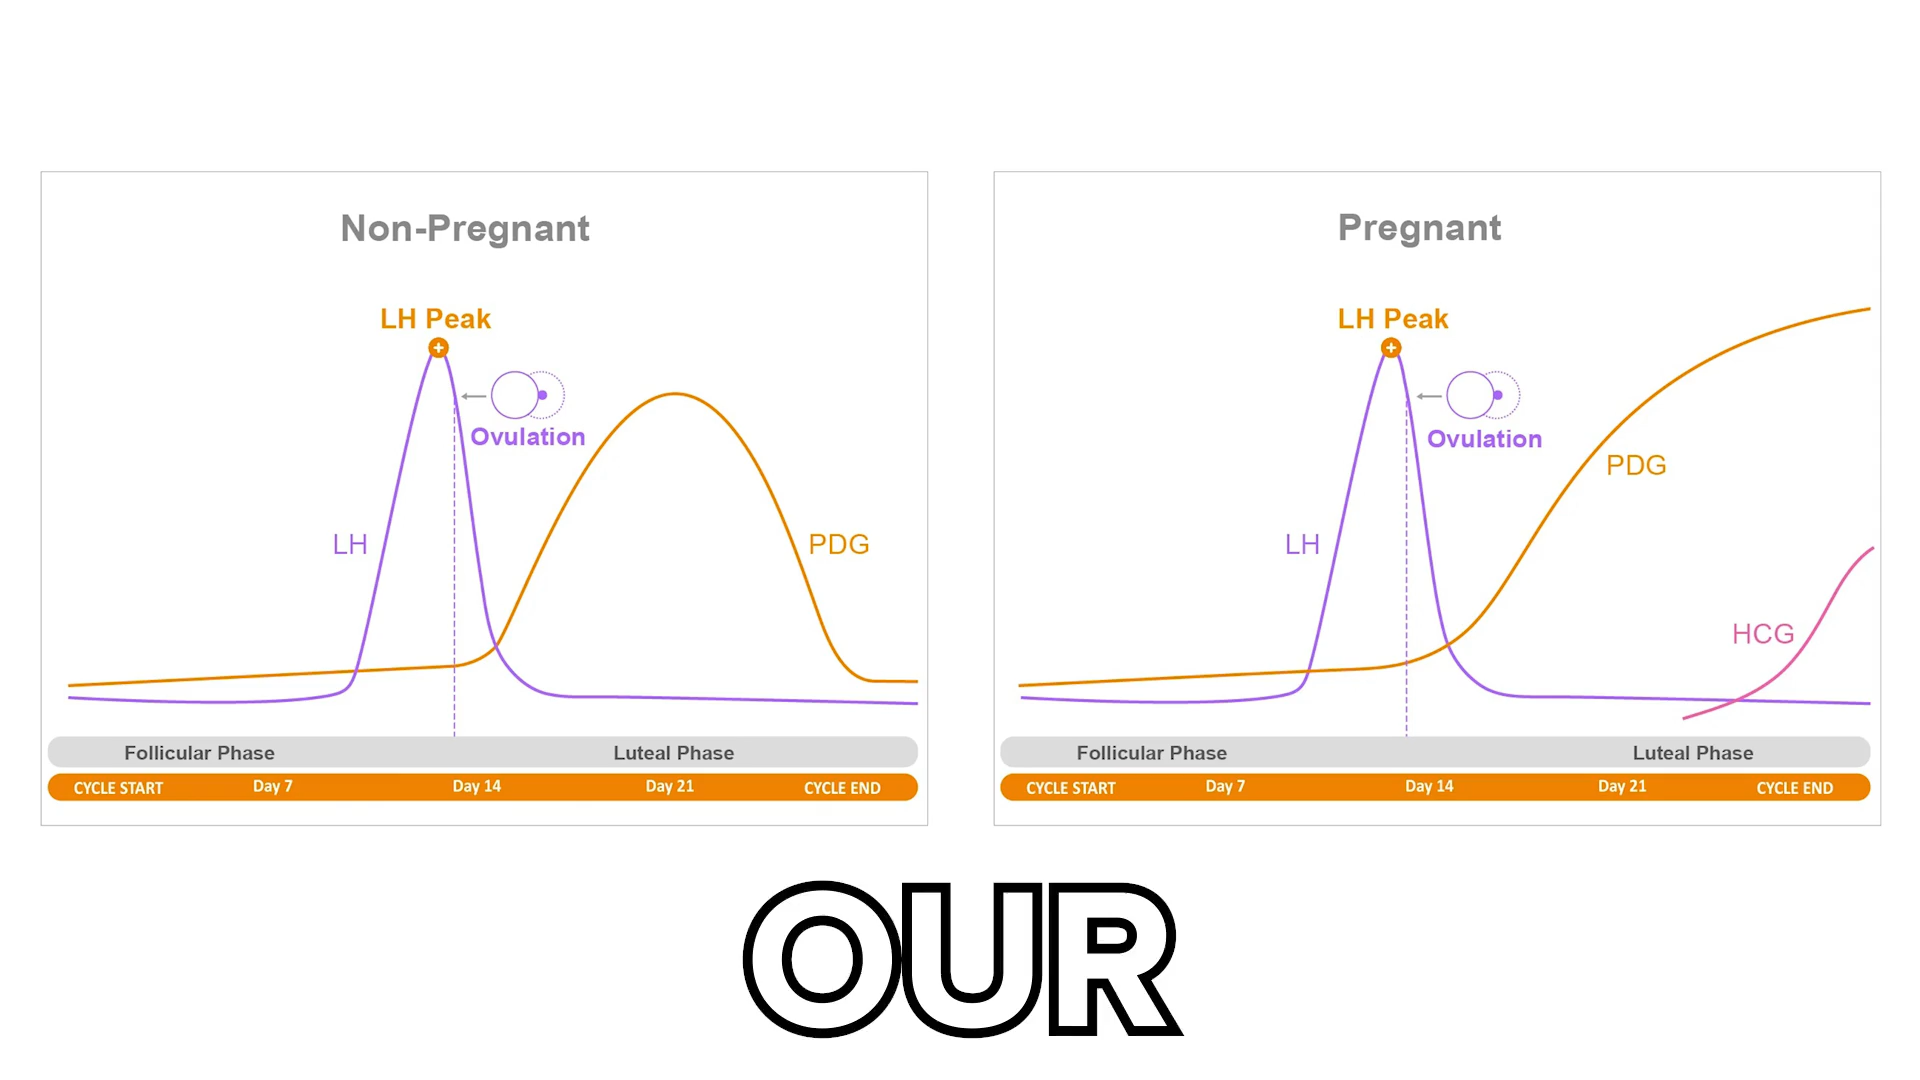 Non-Pregnant
LH Peak
Ovulation
LH
PDG
Follicular Phase
Luteal Phase
CYCLE START
Day 7
Day 14
Day 21
CYCLE END
Pregnant
LH Peak
Ovulation
PDG
LH
HCG
Follicular Phase
Luteal Phase
CYCLE START
Day 7
Day 14
Day 21
CYCLE END
OUR